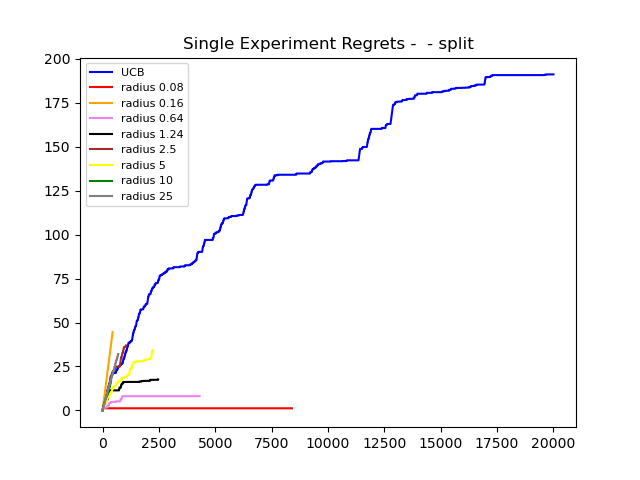 Single Experiment Regrets -  - split
UCB
radius 0.08
radius 0.16
radius 0.64
radius 1.24
radius 2.5
radius 5
radius 10
radius 25
200
175
150
125
100
75
50
25
0
0 2500 5000 7500 10000 12500 15000 17500 20000